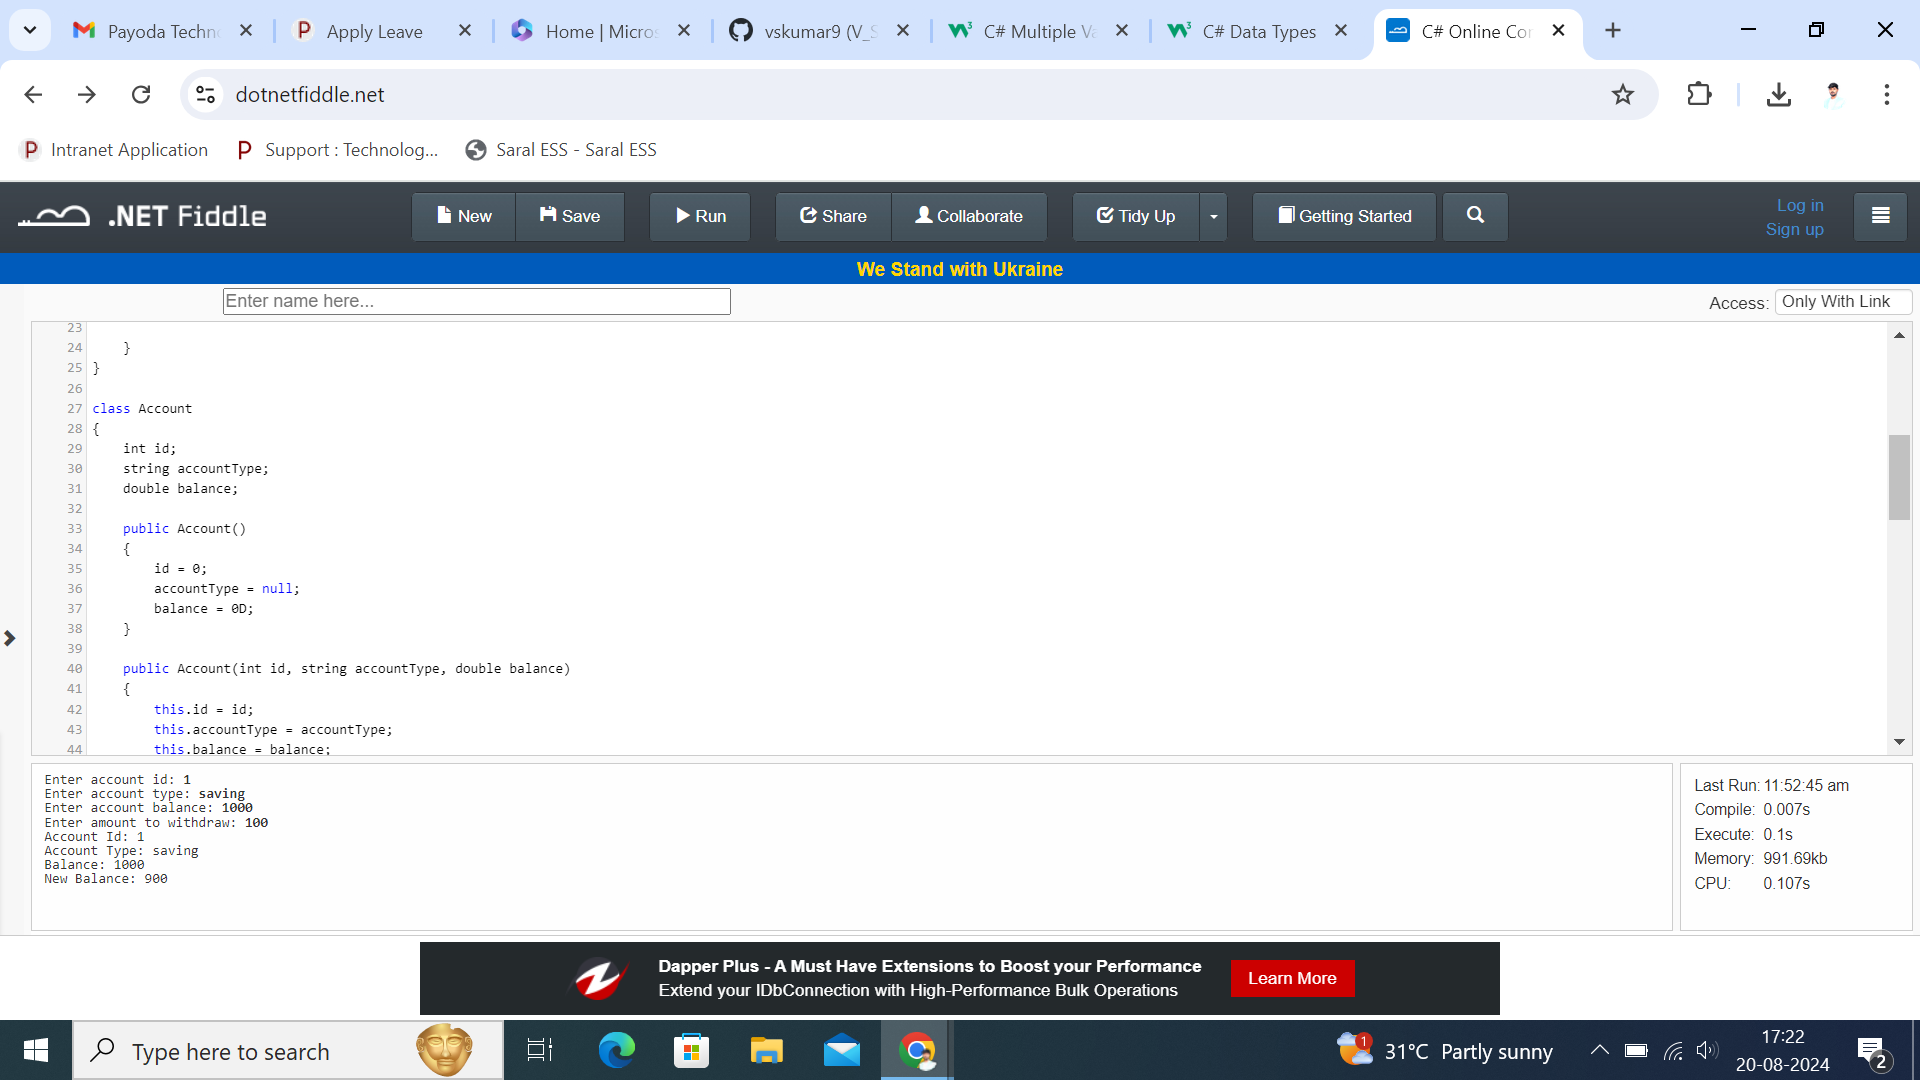 Payoda Techn
Apply Leave
Home | Micros
vskumar9 (V_S
C# Multiple Va
C# Data Types
C# Online Com
dotnetfiddle.net
Intranet Application
Support : Technolog...
Saral ESS - Saral ESS
.NET Fiddle
New
Save
Run
Share
Collaborate
Tidy Up
Getting Started
Log in
Sign up
We Stand with Ukraine
Enter name here...
Access: Only With Link
23
24 }
25 }
26
27 class Account
28 {
29 int id;
30 string accountType;
31 double balance;
32
33 public Account()
34 {
35 id = 0;
36 accountType = null;
37 balance = 0D;
38 }
39
40 public Account(int id, string accountType, double balance)
41 {
42 this.id = id;
43 this.accountType = accountType;
44 this.balance = balance;
Enter account id: 1
Enter account type: saving
Enter account balance: 1000
Enter amount to withdraw: 100
Account Id: 1
Account Type: saving
Balance: 1000
New Balance: 900
Last Run: 11:52:45 am
Compile: 0.007s
Execute: 0.1s
Memory: 991.69kb
CPU: 0.107s
Dapper Plus - A Must Have Extensions to Boost your Performance
Extend your IDbConnection with High-Performance Bulk Operations
Learn More
Type here to search
1
31°C Partly sunny
17:22
20-08-2024
2